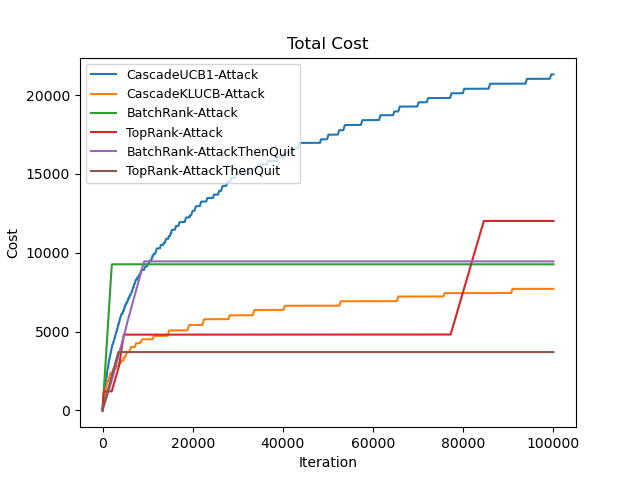 Total Cost
CascadeUCB1-Attack
CascadeKLUCB-Attack
BatchRank-Attack
TopRank-Attack
BatchRank-AttackThenQuit
TopRank-AttackThenQuit
Cost
20000
15000
10000
5000
0
0 20000 40000 60000 80000 100000
Iteration